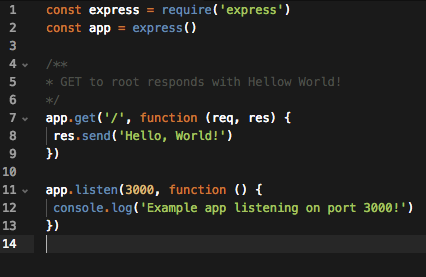 1 const express = require('express')
2 const app = express()
3
4 /**
5 * GET to root responds with Hellow World!
6 */
7 app.get('/', function (req, res) {
8 res.send('Hello, World!')
9 })
10
11 app.listen(3000, function () {
12 console.log('Example app listening on port 3000!')
13 })
14